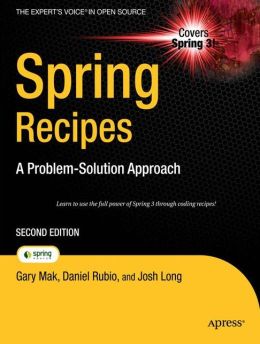 THE EXPERT'S VOICE® IN OPEN SOURCE
Covers
Spring 3!
Spring
Recipes
A Problem-Solution Approach
Learn to use the full power of Spring 3 through coding recipes!
SECOND EDITION
spring
Gary Mak, Daniel Rubio, and Josh Long
Apress®